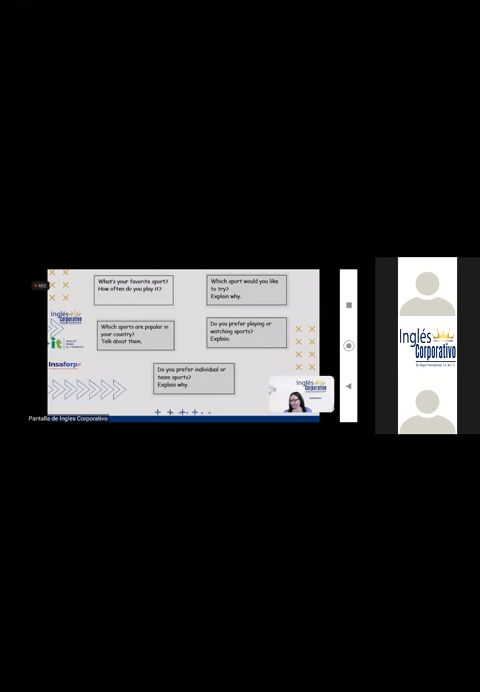 What's your favorite sport?
How often do you play it?
Which sport would you like
to try?
Explain why.
REC
Inglés
Corporativo
Which sports are popular in
your country?
Talk about them.
Do you prefer playing or
watching sports?
Explain.
it
Insaforp
Do you prefer individual or
team sports?
Explain why.
Inglés
Corporativo
Pantalla de Ingles Corporativo
Inglés
Corporativo